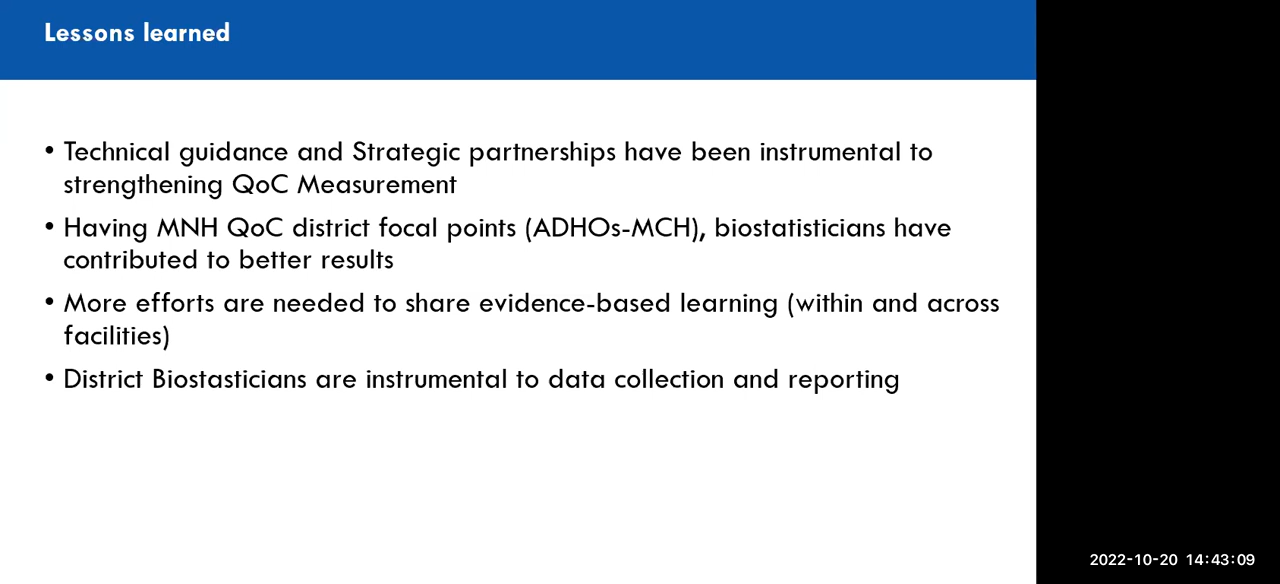 Lessons learned
• Technical guidance and Strategic partnerships have been instrumental to
strengthening QoC Measurement
• Having MNH QoC district focal points (ADHOs-MCH), biostatisticians have
contributed to better results
• More efforts are needed to share evidence-based learning (within and across
facilities)
• District Biostasticians are instrumental to data collection and reporting
2022-10-20 14:43:09